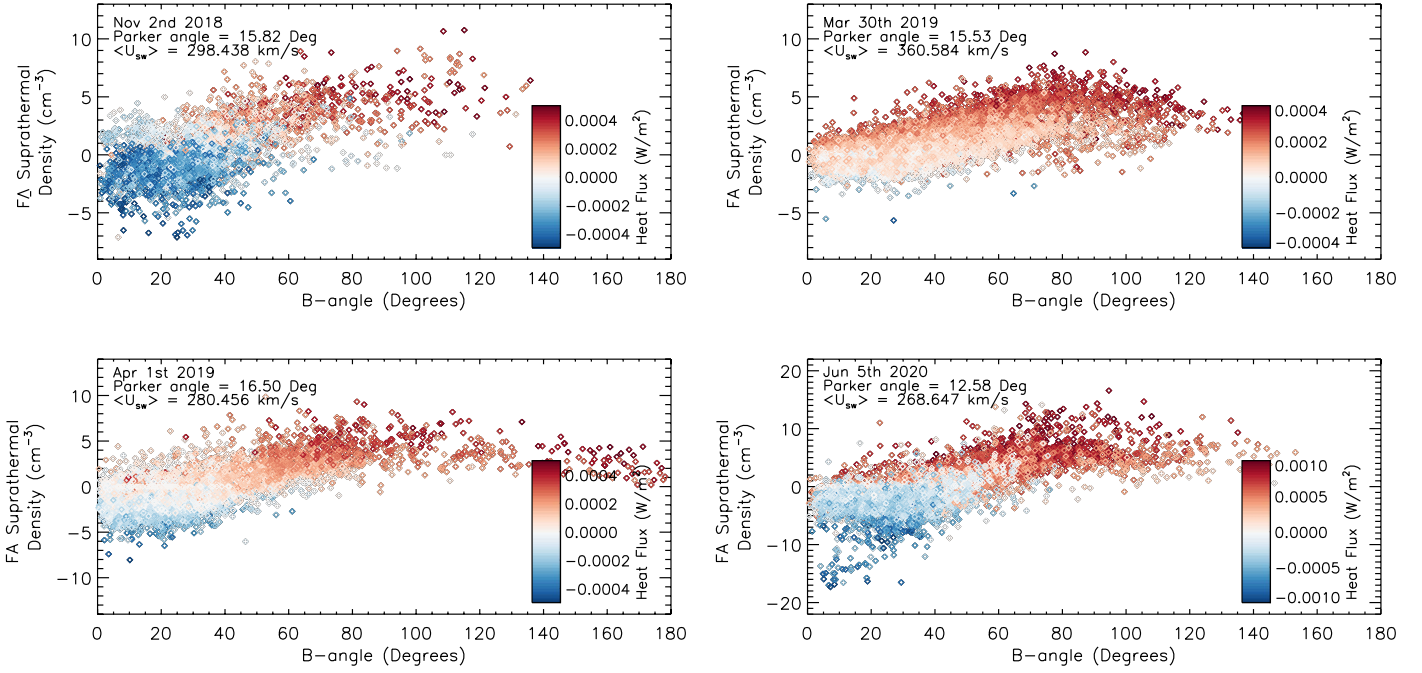 Nov 2nd 2018
Parker angle = 15.82 Deg
<U_sw> = 298.438 km/s
10
5
0
−5
FA Suprathermal
Density (cm⁻³)
0.0004
0.0002
0.0000
−0.0002
−0.0004
Heat Flux (W/m²)
0 20 40 60 80 100 120 140 160 180
B−angle (Degrees)
Mar 30th 2019
Parker angle = 15.53 Deg
<U_sw> = 360.584 km/s
10
5
0
−5
FA Suprathermal
Density (cm⁻³)
0.0004
0.0002
0.0000
−0.0002
−0.0004
Heat Flux (W/m²)
0 20 40 60 80 100 120 140 160 180
B−angle (Degrees)
Apr 1st 2019
Parker angle = 16.50 Deg
<U_sw> = 280.456 km/s
10
5
0
−5
−10
FA Suprathermal
Density (cm⁻³)
0.0004
0.0002
0.0000
−0.0002
−0.0004
Heat Flux (W/m²)
0 20 40 60 80 100 120 140 160 180
B−angle (Degrees)
Jun 5th 2020
Parker angle = 12.58 Deg
<U_sw> = 268.647 km/s
20
10
0
−10
−20
FA Suprathermal
Density (cm⁻³)
0.0010
0.0005
0.0000
−0.0005
−0.0010
Heat Flux (W/m²)
0 20 40 60 80 100 120 140 160 180
B−angle (Degrees)